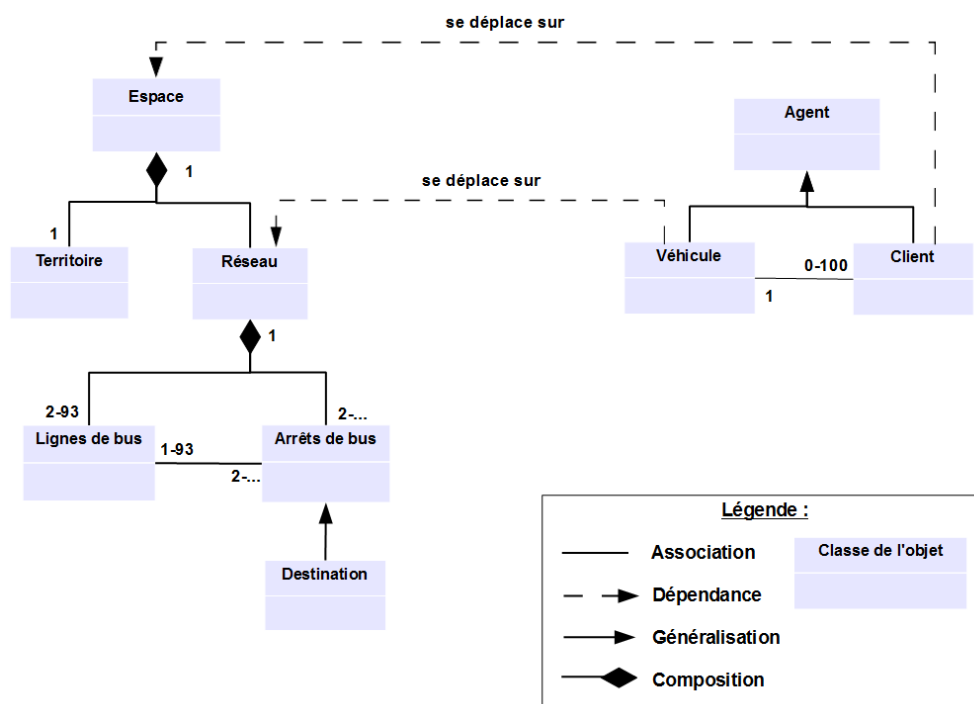 se déplace sur
Espace
Agent
1
se déplace sur
1
Territoire
Réseau
Véhicule
0-100
Client
1
1
2-93
2-...
Lignes de bus
1-93
Arrêts de bus
2-...
Destination
Légende :
Association
Classe de l'objet
Dépendance
Généralisation
Composition